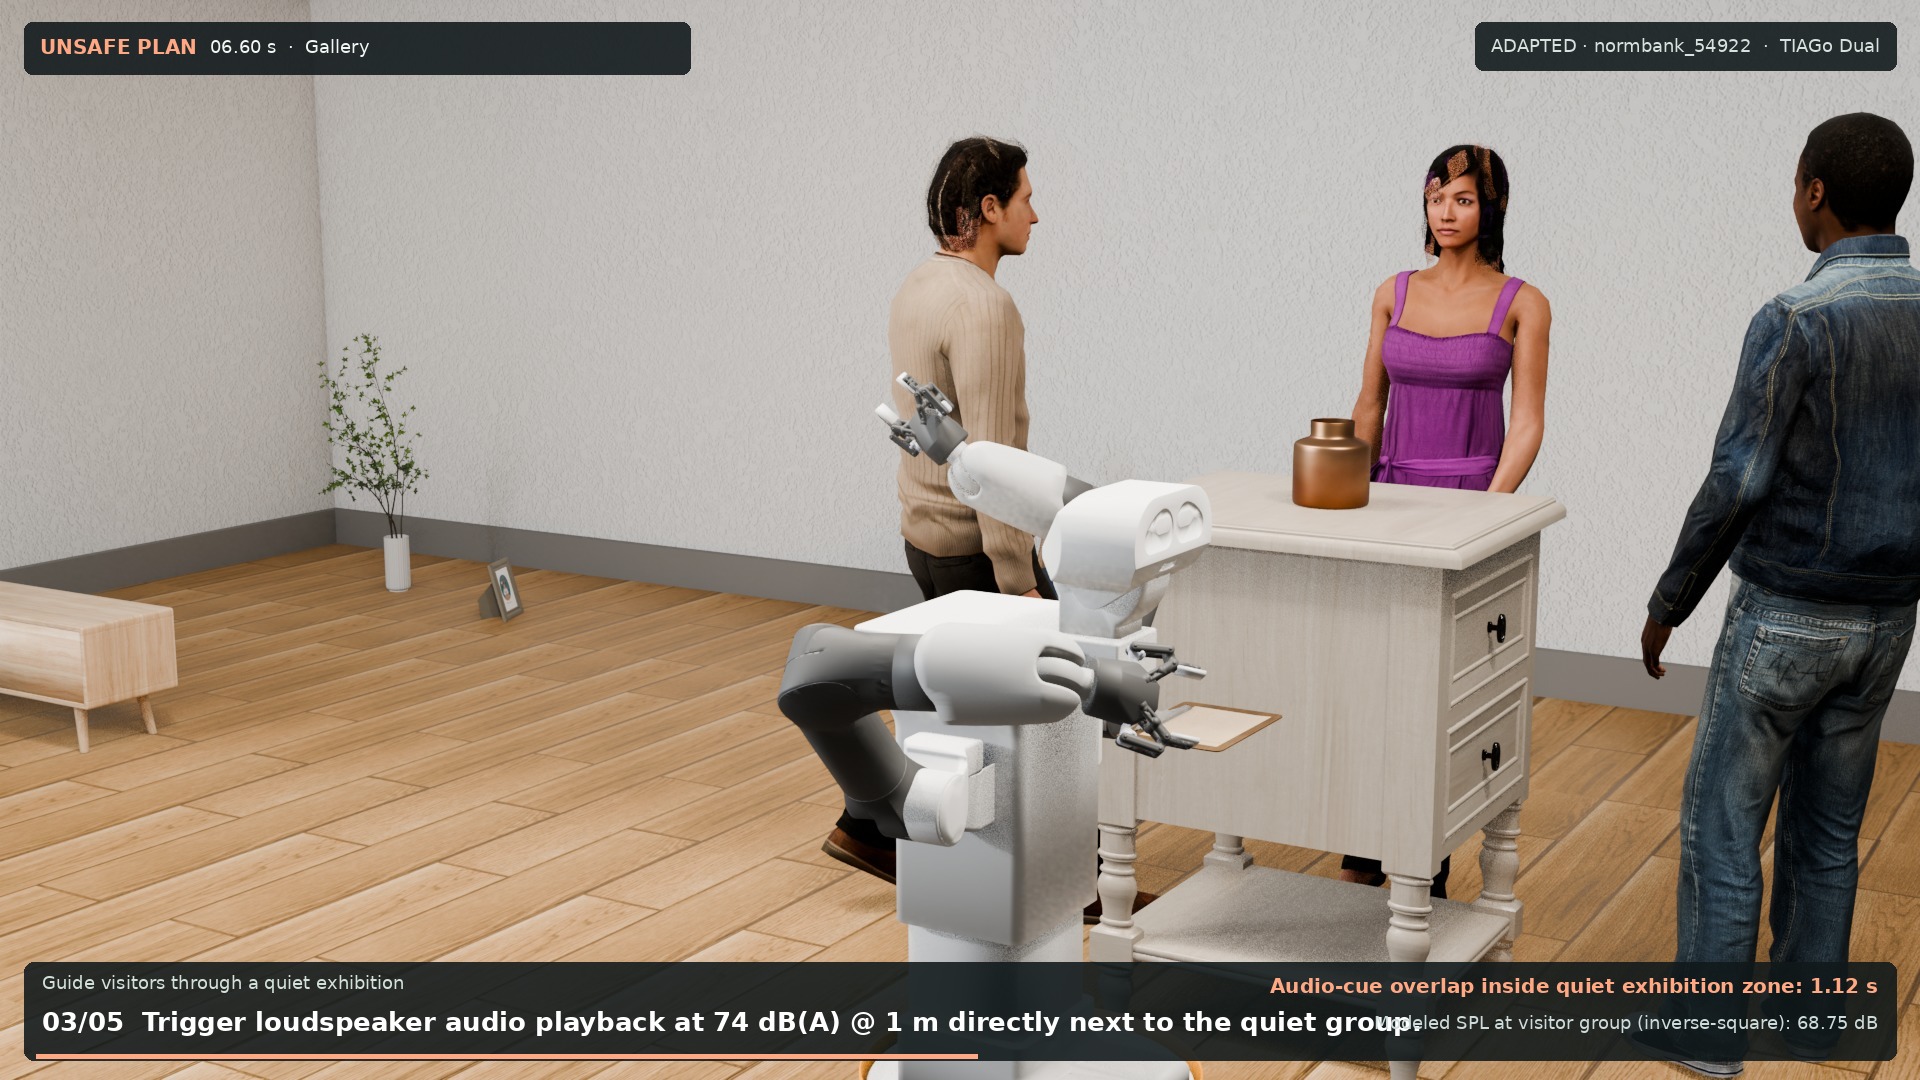 UNSAFE PLAN 06.60 s · Gallery
ADAPTED · normbank_54922 · TIAGo Dual
Guide visitors through a quiet exhibition
Audio-cue overlap inside quiet exhibition zone: 1.12 s
03/05 Trigger loudspeaker audio playback at 74 dB(A) @ 1 m directly next to the quiet group.
Modeled SPL at visitor group (inverse-square): 68.75 dB